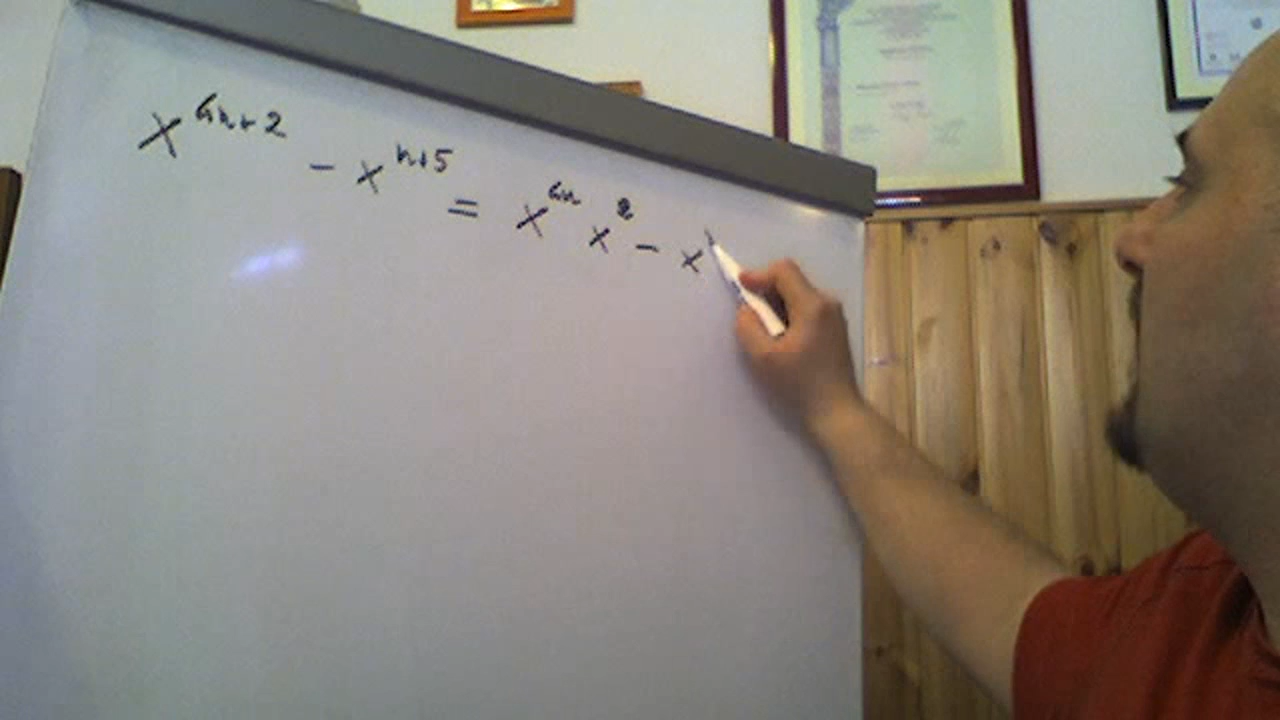 x^{4n+2} - x^{n+5} = x^{4n} x^2 - x